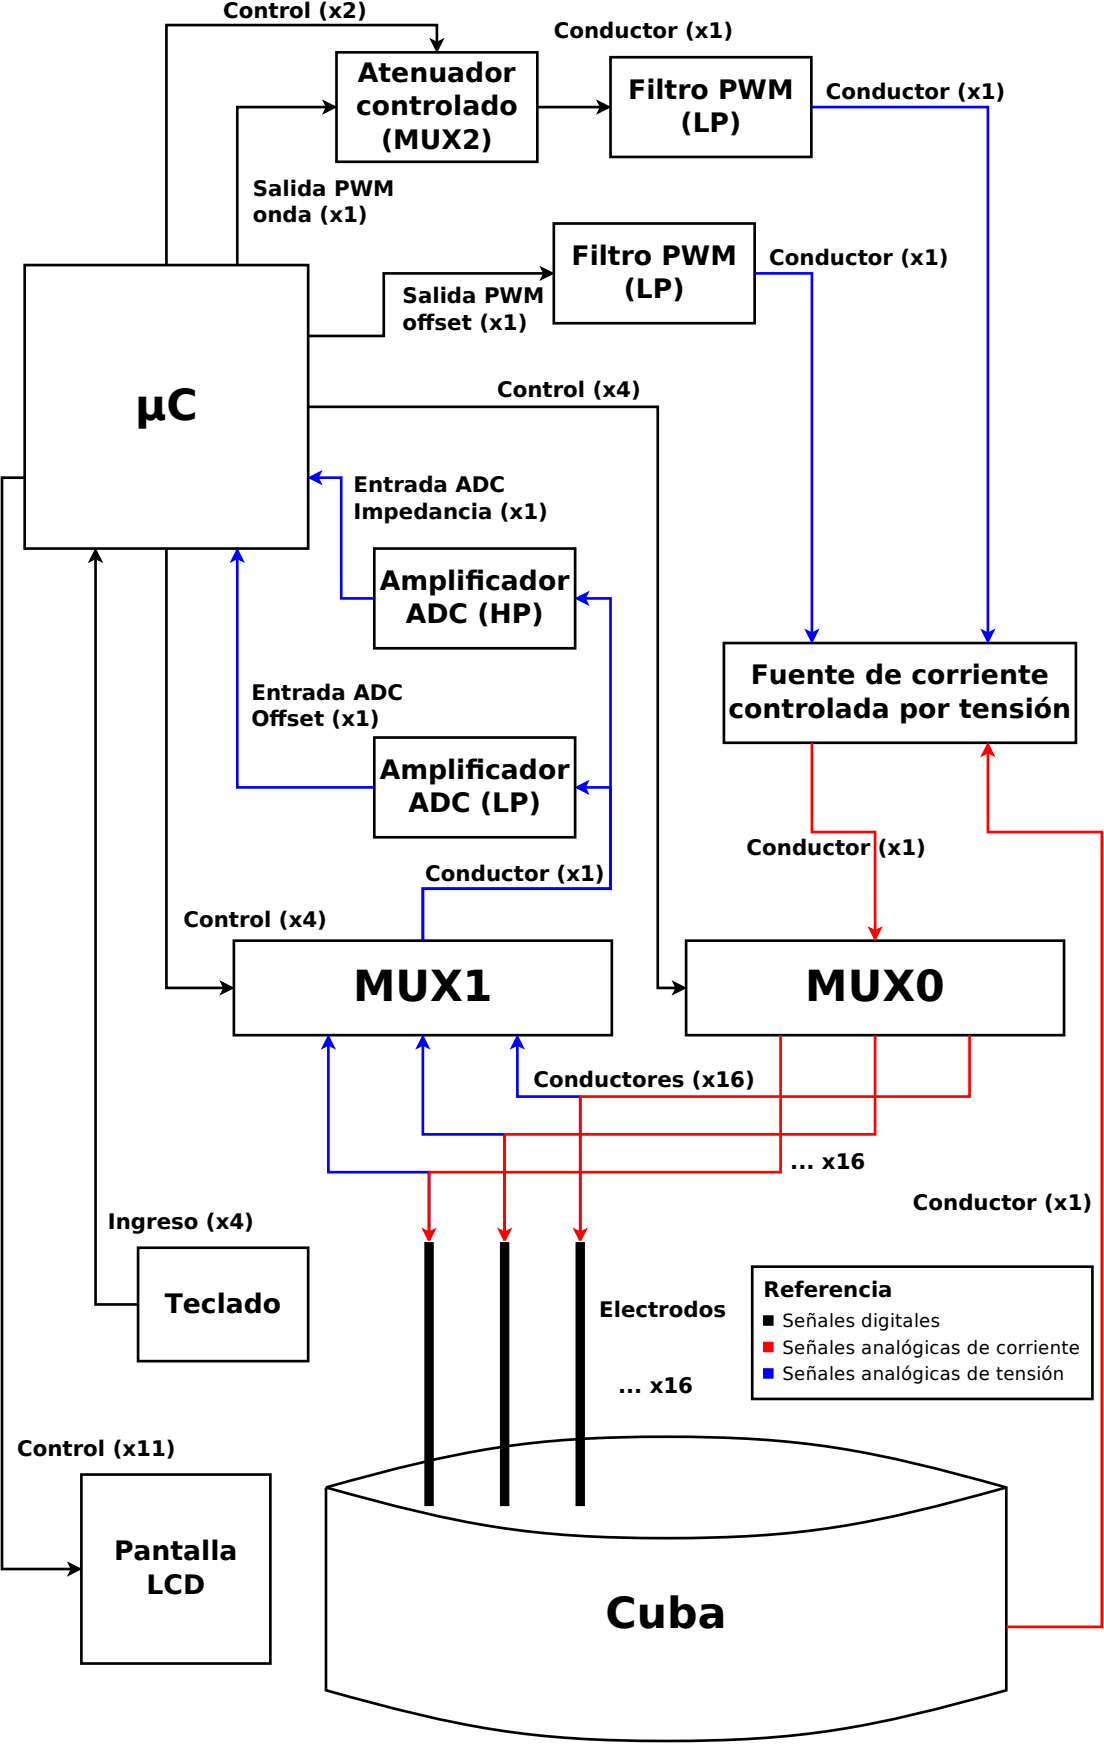 Control (x2)
Conductor (x1)
Atenuador
controlado
(MUX2)
Filtro PWM
(LP)
Conductor (x1)
Salida PWM
onda (x1)
Filtro PWM
(LP)
Conductor (x1)
Salida PWM
offset (x1)
µC
Control (x4)
Entrada ADC
Impedancia (x1)
Amplificador
ADC (HP)
Fuente de corriente
controlada por tensión
Entrada ADC
Offset (x1)
Amplificador
ADC (LP)
Conductor (x1)
Conductor (x1)
Control (x4)
MUX1
MUX0
Conductores (x16)
... x16
Conductor (x1)
Ingreso (x4)
Teclado
Electrodos
... x16
Referencia
Señales digitales
Señales analógicas de corriente
Señales analógicas de tensión
Control (x11)
Pantalla
LCD
Cuba